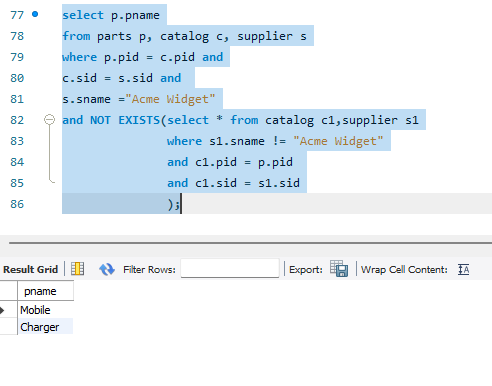 77 select p.pname
78 from parts p, catalog c, supplier s
79 where p.pid = c.pid and
80 c.sid = s.sid and
81 s.sname ="Acme Widget"
82 and NOT EXISTS(select * from catalog c1,supplier s1
83 where s1.sname != "Acme Widget"
84 and c1.pid = p.pid
85 and c1.sid = s1.sid
86 );
Result Grid Filter Rows: Export: Wrap Cell Content: IA
pname
Mobile
Charger